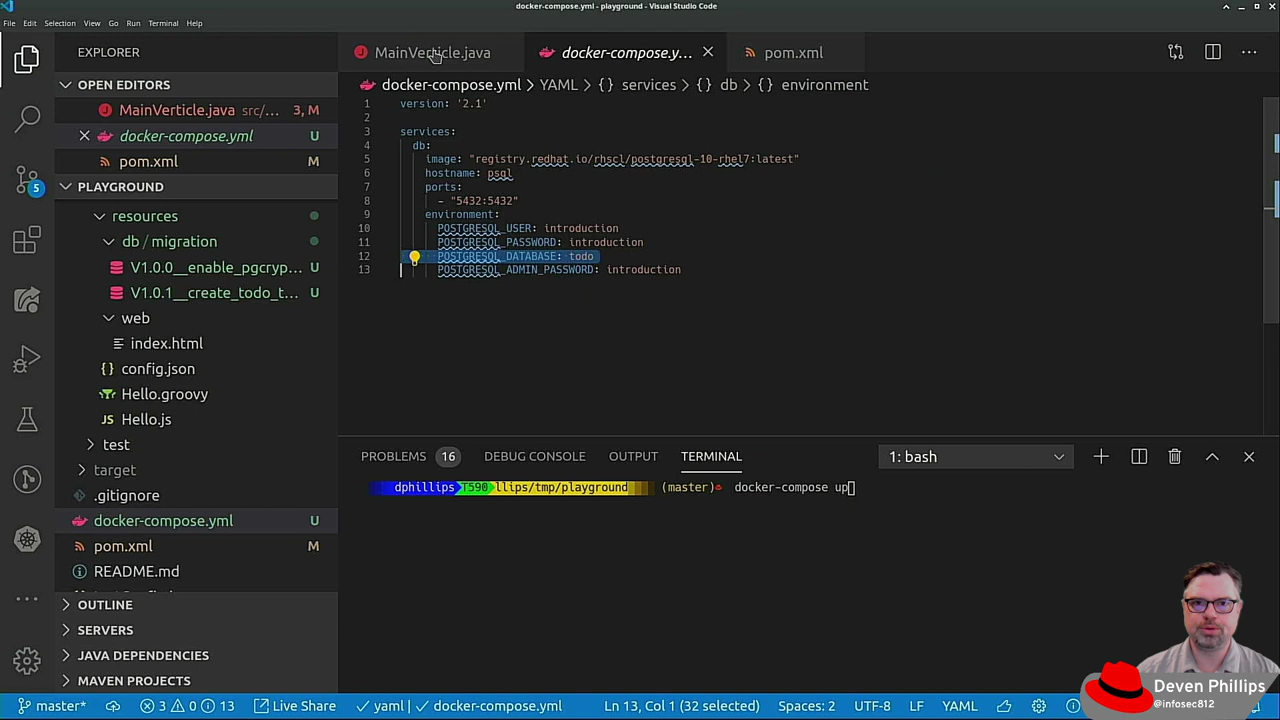 docker-compose.yml - playground - Visual Studio Code
File Edit Selection View Go Run Terminal Help
EXPLORER
MainVerticle.java
docker-compose.y...
pom.xml
OPEN EDITORS
docker-compose.yml > YAML > {} services > {} db > {} environment
MainVerticle.java src/... 3, M
docker-compose.yml U
pom.xml M
PLAYGROUND
resources
db / migration
V1.0.0__enable_pgcryp... U
V1.0.1__create_todo_t... U
web
index.html
config.json
Hello.groovy
Hello.js
test
target
.gitignore
docker-compose.yml U
pom.xml M
README.md
OUTLINE
SERVERS
JAVA DEPENDENCIES
MAVEN PROJECTS
1 version: '2.1'
2
3 services:
4 db:
5 image: "registry.redhat.io/rhscl/postgresql-10-rhel7:latest"
6 hostname: psql
7 ports:
8 - "5432:5432"
9 environment:
10 POSTGRESQL_USER: introduction
11 POSTGRESQL_PASSWORD: introduction
12 POSTGRESQL_DATABASE: todo
13 POSTGRESQL_ADMIN_PASSWORD: introduction
PROBLEMS 16 DEBUG CONSOLE OUTPUT TERMINAL 1: bash
dphillips T590 llips/tmp/playground (master) docker-compose up
Deven Phillips
@infosec812
5
master* 3 0 13 Live Share yaml | docker-compose.yml Ln 13, Col 1 (32 selected) Spaces: 2 UTF-8 LF YAML